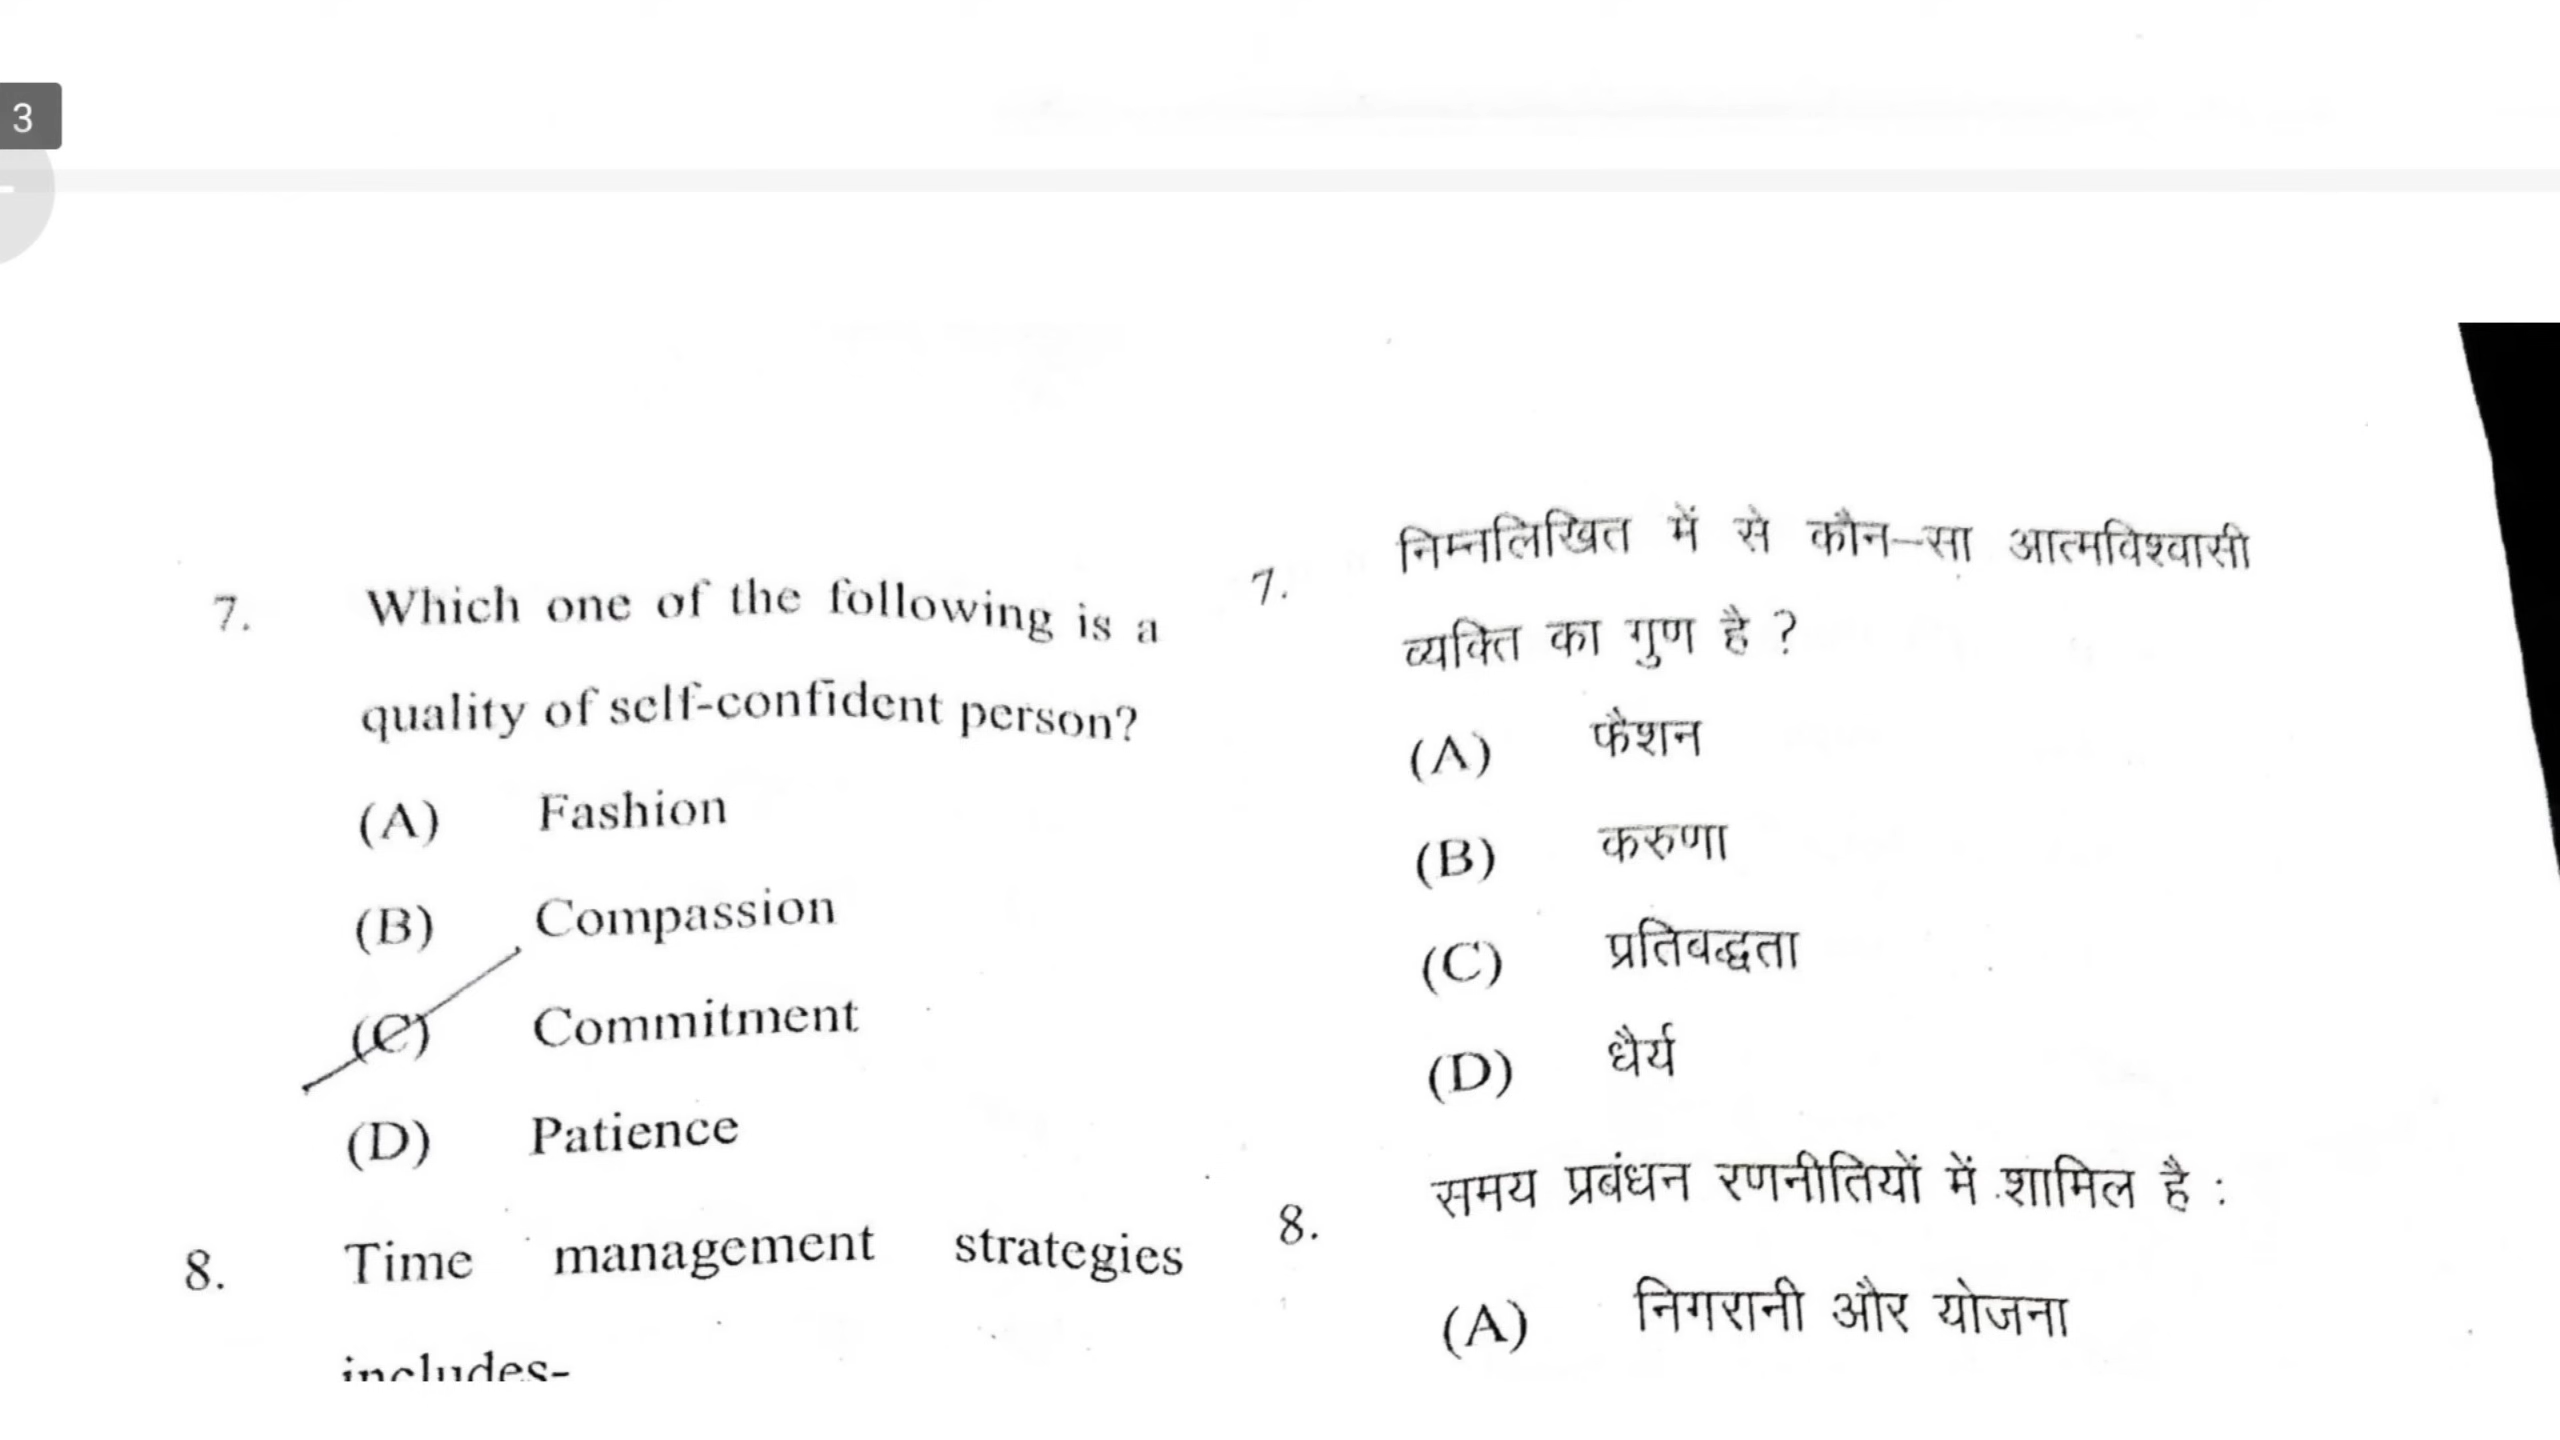 3
7. Which one of the following is a
quality of self-confident person?
(A) Fashion
(B) Compassion
(C) Commitment
(D) Patience
8. Time management strategies
includes-
7. निम्नलिखित में से कौन-सा आत्मविश्वासी
व्यक्ति का गुण है ?
(A) फैशन
(B) करुणा
(C) प्रतिबद्धता
(D) धैर्य
8. समय प्रबंधन रणनीतियों में शामिल है :
(A) निगरानी और योजना